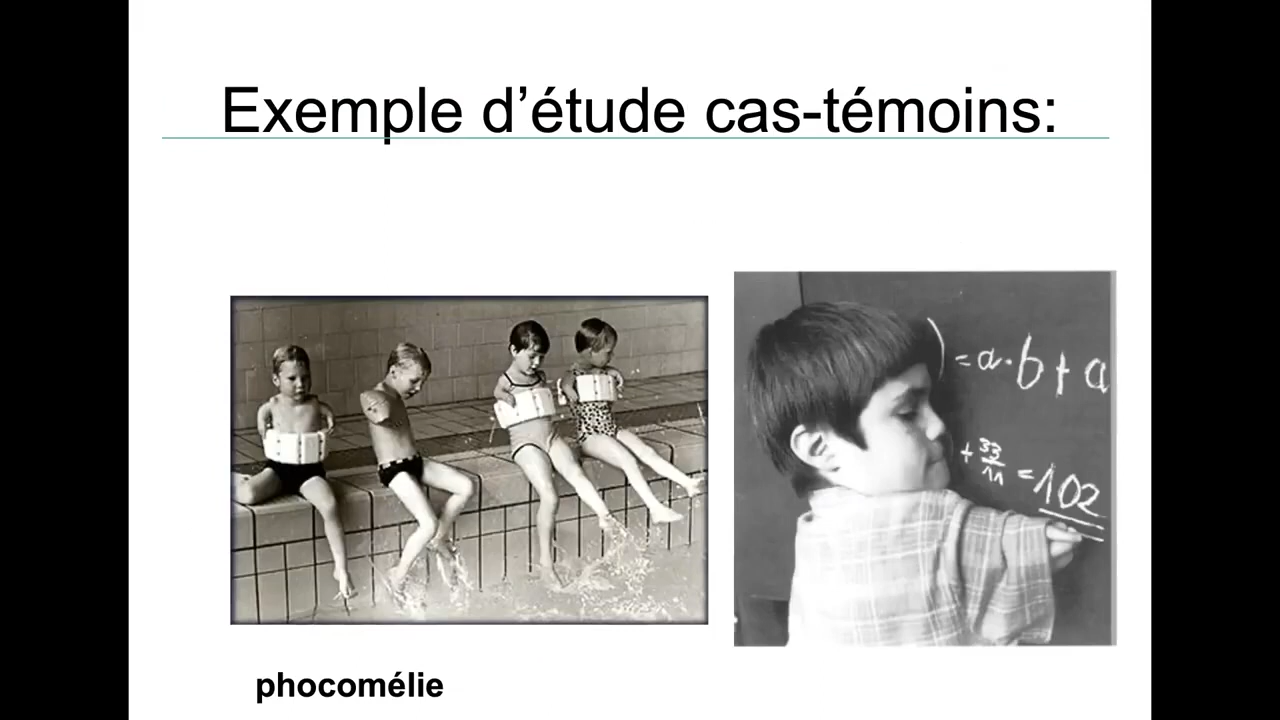 Exemple d’étude cas-témoins:
) = a·b + a
+ 33/11 = 102
phocomélie